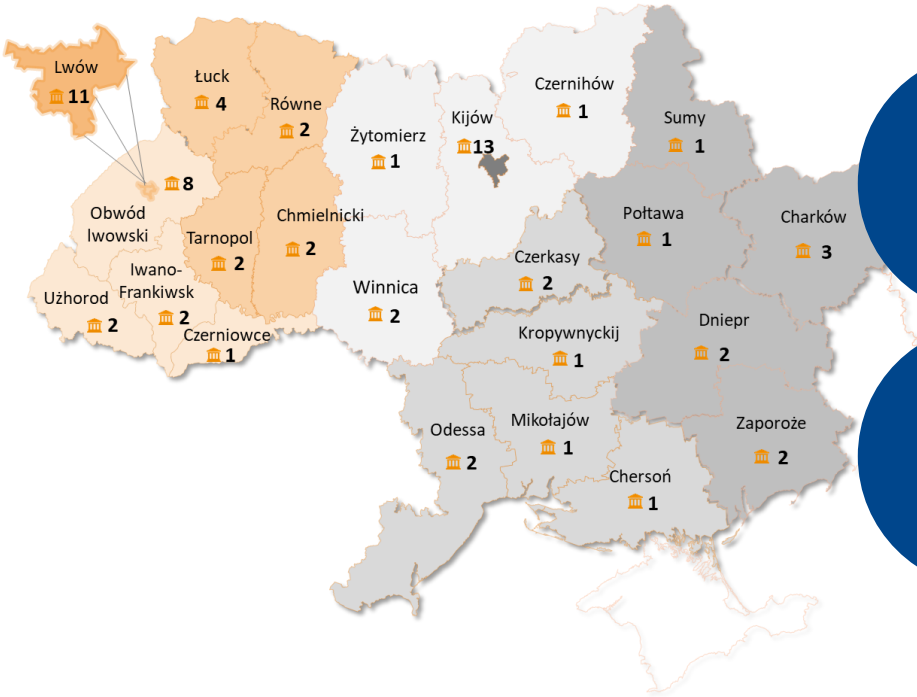 Lwów
11
Łuck
4
Równe
2
Żytomierz
1
Kijów
13
Czernihów
1
Sumy
1
8
Obwód
lwowski
Tarnopol
2
Chmielnicki
2
Połtawa
1
Charków
3
Użhorod
2
Iwano-
Frankiwsk
2
Czerniowce
1
Winnica
2
Czerkasy
2
Kropywnyckij
1
Dniepr
2
Odessa
2
Mikołajów
1
Chersoń
1
Zaporoże
2